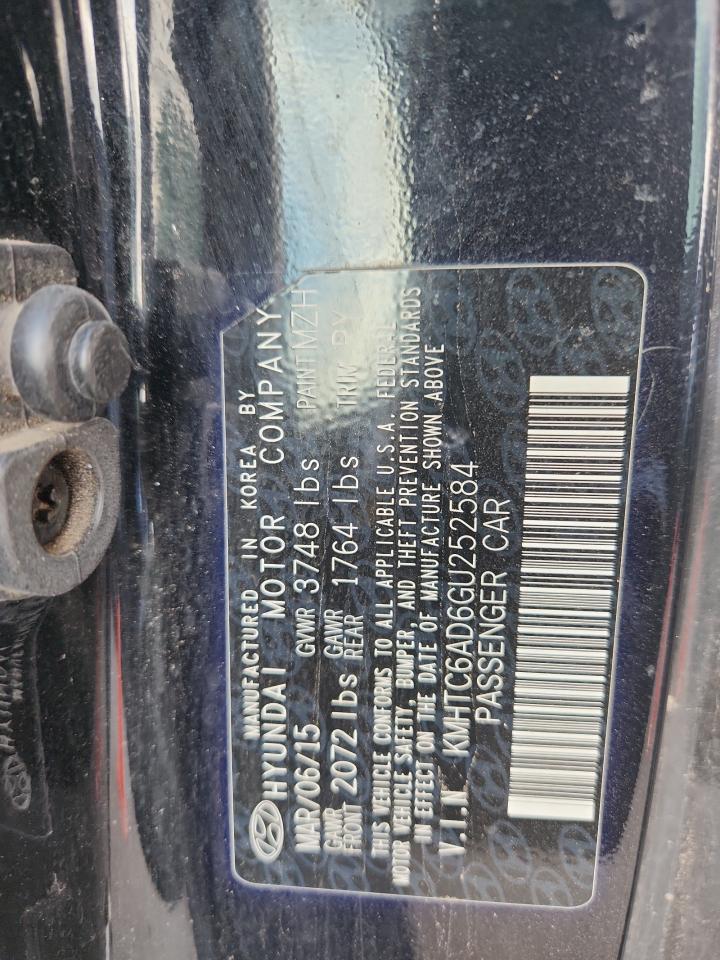 MANUFACTURED IN KOREA BY
HYUNDAI MOTOR COMPANY
MAR/06/15 GVWR 3748 lbs PAINT MZH
GAWR FRONT 2072 lbs GAWR REAR 1764 lbs TRIM RY
THIS VEHICLE CONFORMS TO ALL APPLICABLE U.S.A. FEDERAL
MOTOR VEHICLE SAFETY, BUMPER, AND THEFT PREVENTION STANDARDS
IN EFFECT ON THE DATE OF MANUFACTURE SHOWN ABOVE
V.I.N KMHTC6AD6GU252584
PASSENGER CAR